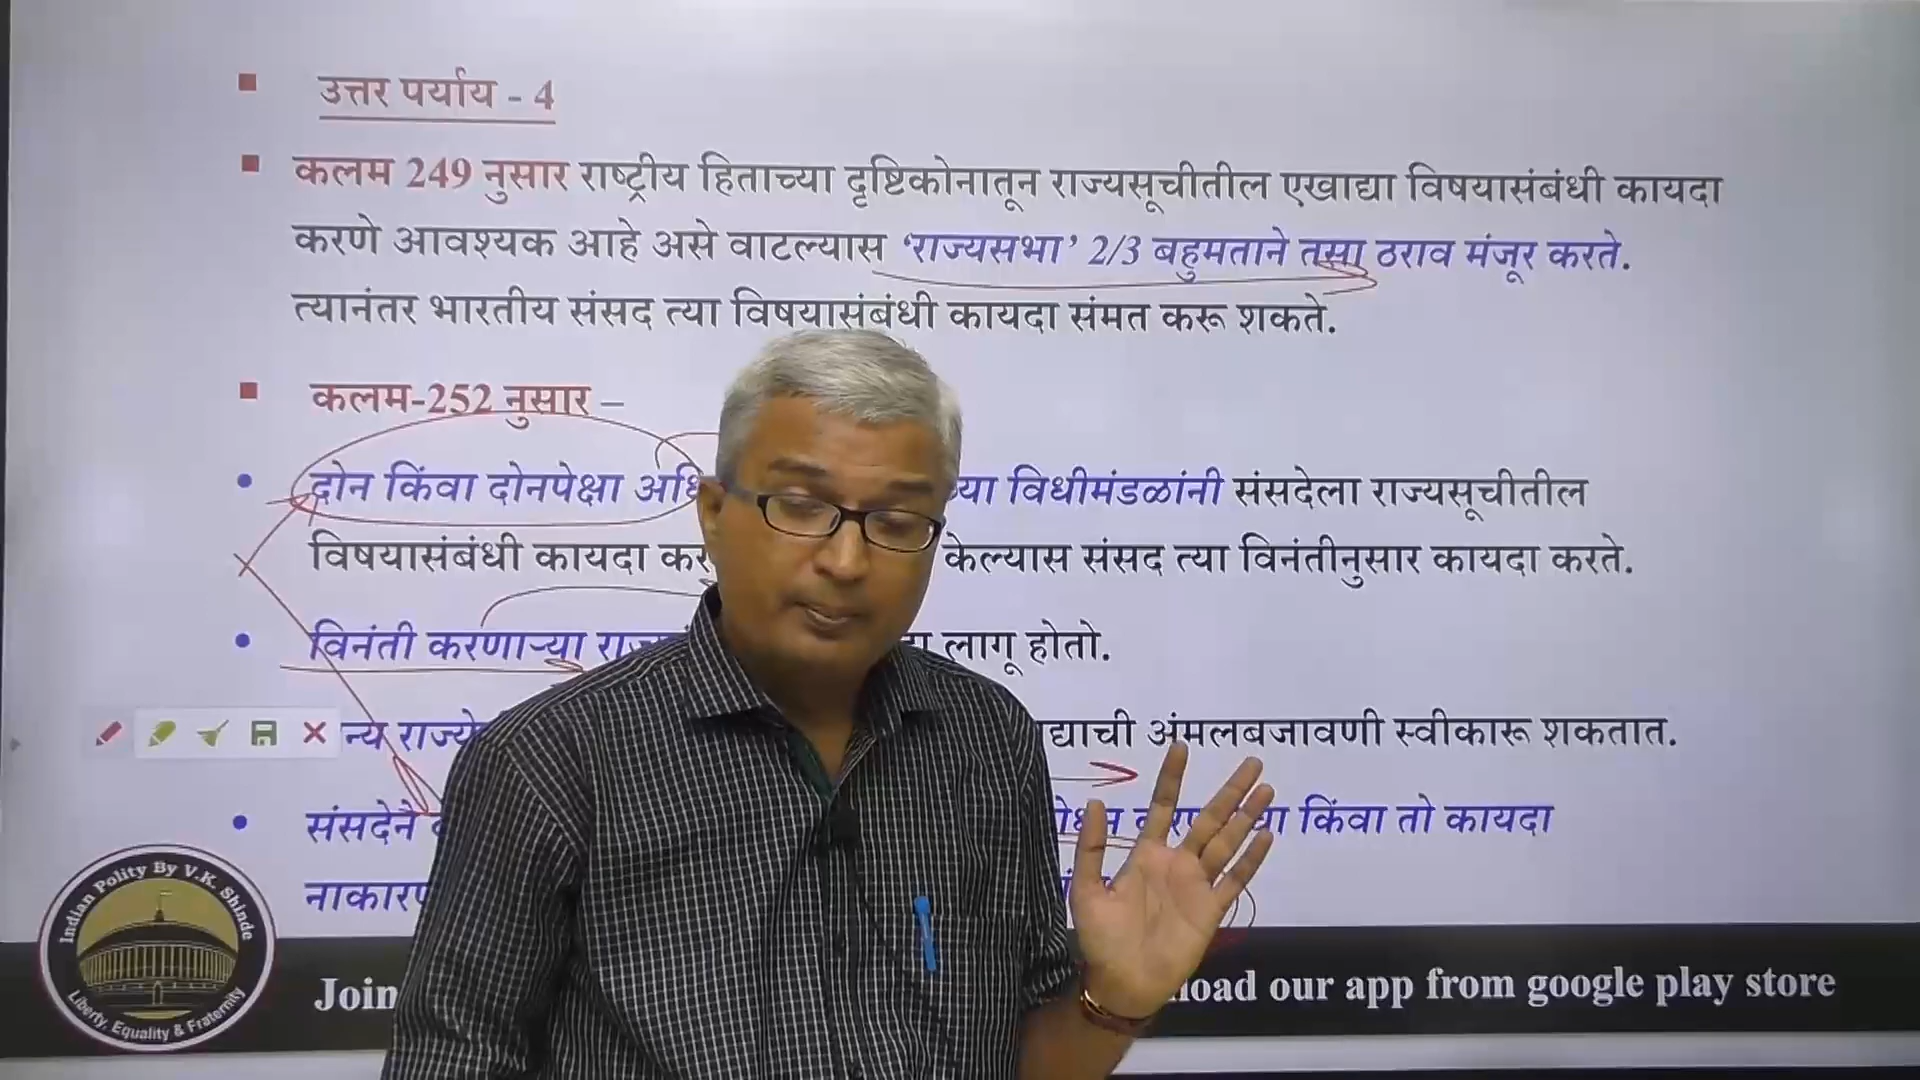 उत्तर पर्याय - 4
कलम 249 नुसार राष्ट्रीय हिताच्या दृष्टिकोनातून राज्यसूचीतील एखाद्या विषयासंबंधी कायदा
करणे आवश्यक आहे असे वाटल्यास ‘राज्यसभा’ 2/3 बहुमताने तसा ठराव मंजूर करते.
त्यानंतर भारतीय संसद त्या विषयासंबंधी कायदा संमत करू शकते.
कलम-252 नुसार –
दोन किंवा दोनपेक्षा विधीमंडळांनी संसदेला राज्यसूचीतील
विषयासंबंधी कायदा केल्यास संसद त्या विनंतीनुसार कायदा करते.
विनंती करणाऱ्या लागू होतो.
अंमलबजावणी स्वीकारू शकतात.
संसदेने किंवा तो कायदा
Indian Polity By V.K. Shinde
Liberty, Equality & Fraternity
Join our app from google play store